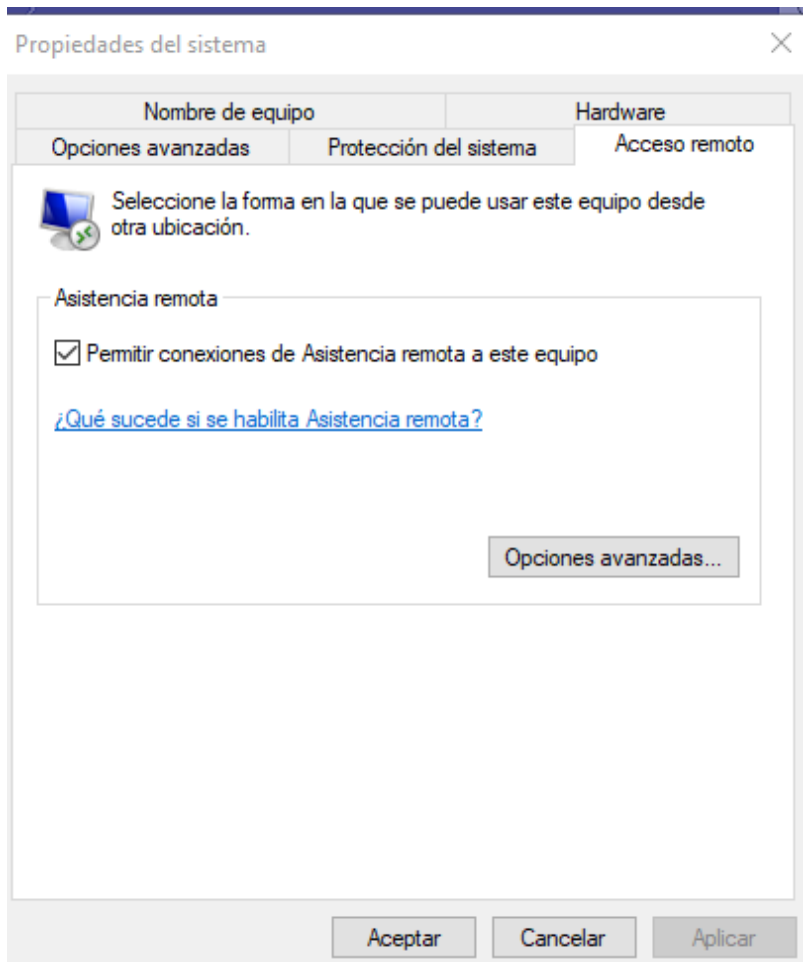 Propiedades del sistema
Nombre de equipo
Hardware
Opciones avanzadas
Protección del sistema
Acceso remoto
Seleccione la forma en la que se puede usar este equipo desde
otra ubicación.
Asistencia remota
Permitir conexiones de Asistencia remota a este equipo
¿Qué sucede si se habilita Asistencia remota?
Opciones avanzadas...
Aceptar
Cancelar
Aplicar